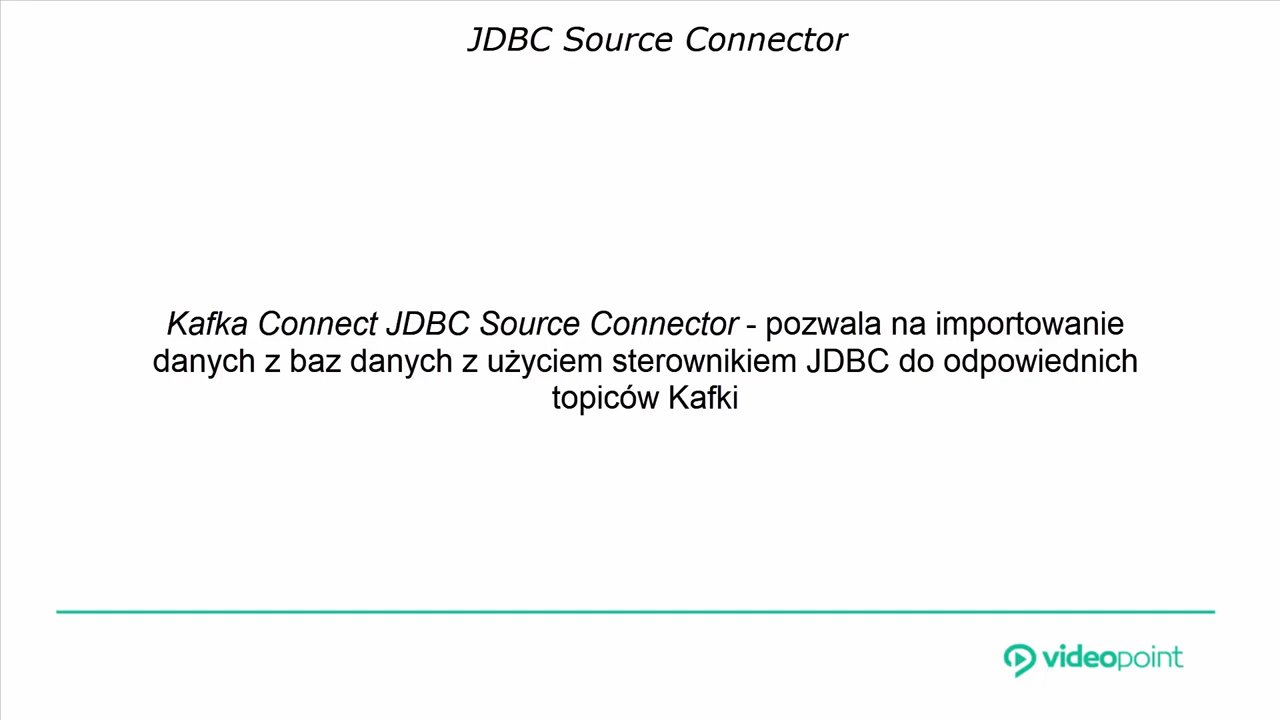 JDBC Source Connector
Kafka Connect JDBC Source Connector - pozwala na importowanie
danych z baz danych z użyciem sterownikiem JDBC do odpowiednich
topiców Kafki
videopoint